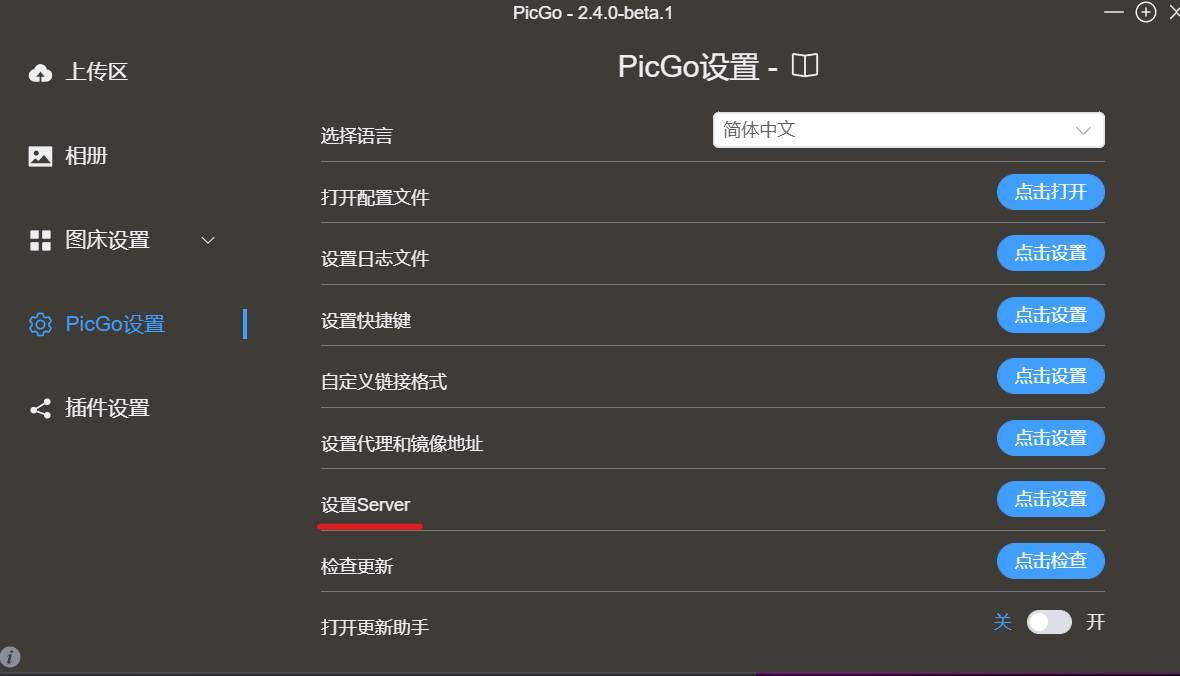 PicGo - 2.4.0-beta.1
上传区
相册
图床设置
PicGo设置
插件设置
PicGo设置 -
选择语言 简体中文
打开配置文件 点击打开
设置日志文件 点击设置
设置快捷键 点击设置
自定义链接格式 点击设置
设置代理和镜像地址 点击设置
设置Server 点击设置
检查更新 点击检查
打开更新助手 关 开